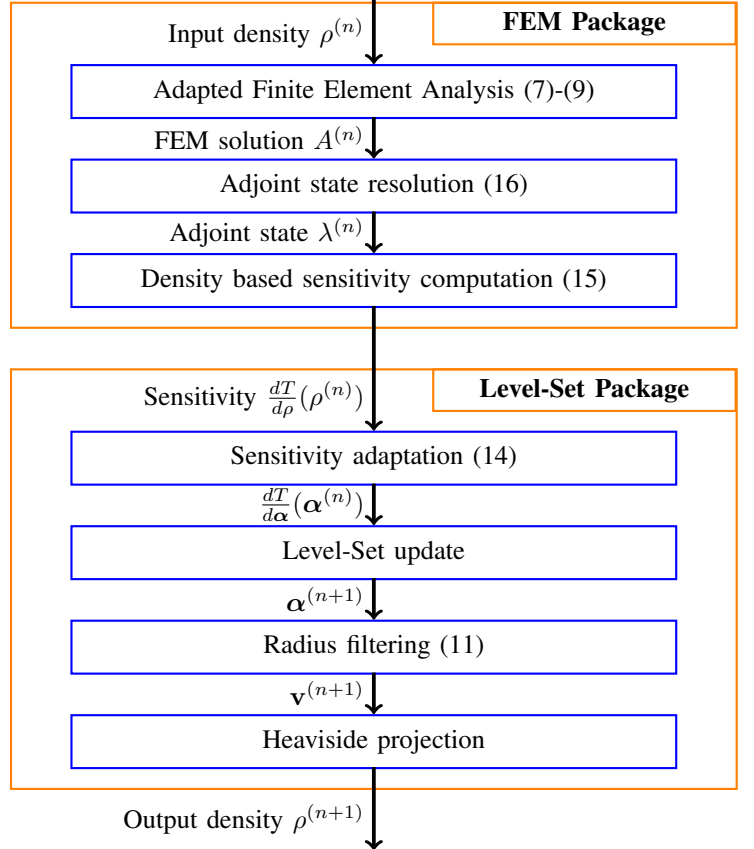 FEM Package
Input density ρ⁽ⁿ⁾
Adapted Finite Element Analysis (7)-(9)
FEM solution A⁽ⁿ⁾
Adjoint state resolution (16)
Adjoint state λ⁽ⁿ⁾
Density based sensitivity computation (15)
Level-Set Package
Sensitivity dT/dρ(ρ⁽ⁿ⁾)
Sensitivity adaptation (14)
dT/d𝜶(𝜶⁽ⁿ⁾)
Level-Set update
𝜶⁽ⁿ⁺¹⁾
Radius filtering (11)
𝐯⁽ⁿ⁺¹⁾
Heaviside projection
Output density ρ⁽ⁿ⁺¹⁾